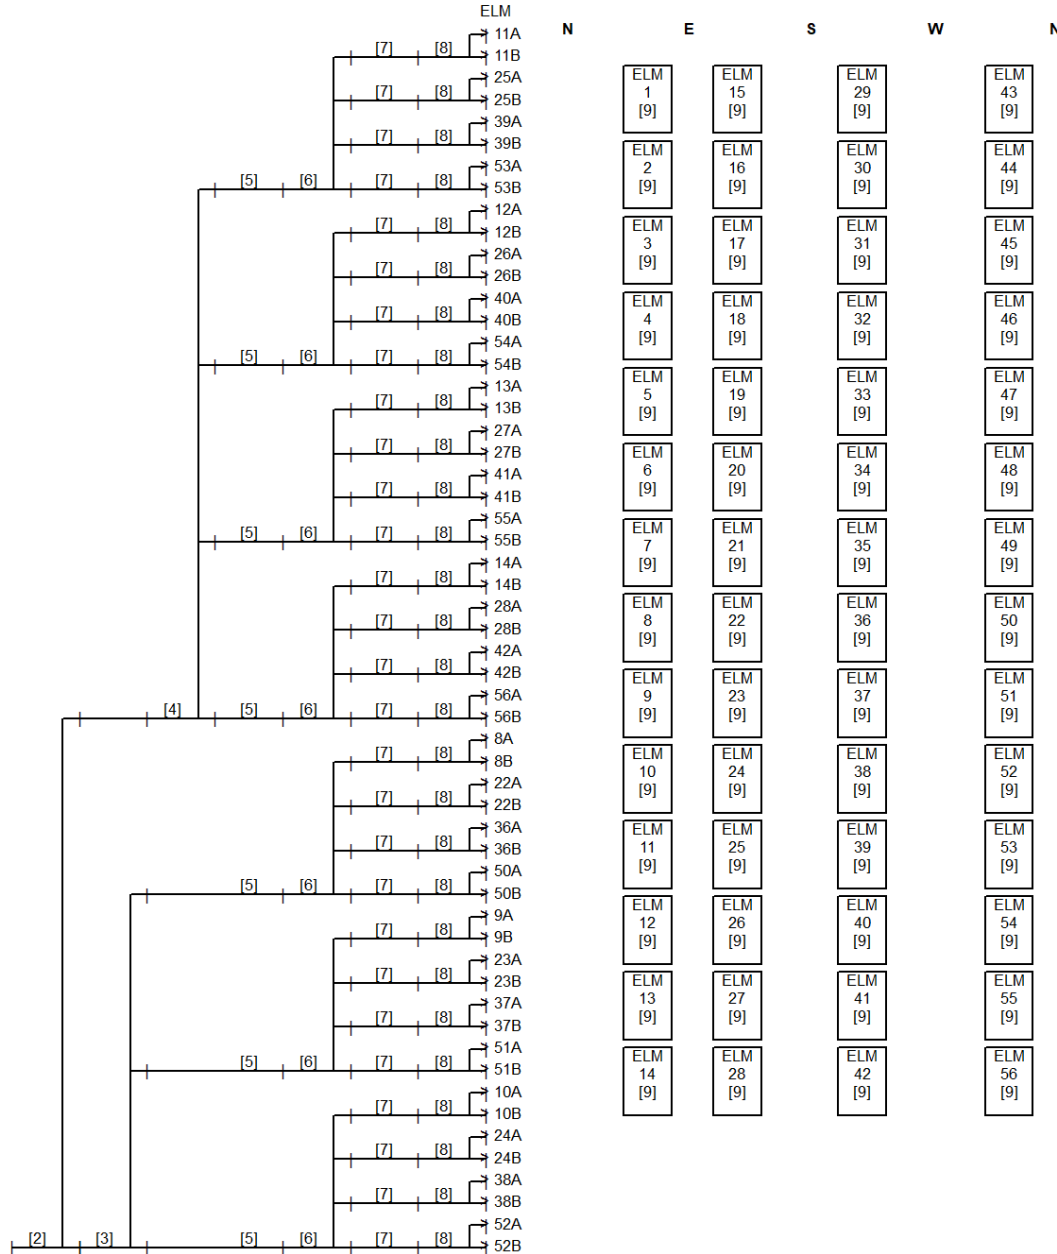 ELM
N E S W N
11A
[7] [8] 11B
25A
[7] [8] 25B
39A
[7] [8] 39B
53A
[5] [6] [7] [8] 53B
12A
[7] [8] 12B
26A
[7] [8] 26B
40A
[7] [8] 40B
54A
[5] [6] [7] [8] 54B
13A
[7] [8] 13B
27A
[7] [8] 27B
41A
[7] [8] 41B
55A
[5] [6] [7] [8] 55B
14A
[7] [8] 14B
28A
[7] [8] 28B
42A
[7] [8] 42B
56A
[4] [5] [6] [7] [8] 56B
8A
[7] [8] 8B
22A
[7] [8] 22B
36A
[7] [8] 36B
50A
[5] [6] [7] [8] 50B
9A
[7] [8] 9B
23A
[7] [8] 23B
37A
[7] [8] 37B
51A
[5] [6] [7] [8] 51B
10A
[7] [8] 10B
24A
[7] [8] 24B
38A
[7] [8] 38B
52A
[2] [3] [5] [6] [7] [8] 52B
ELM ELM ELM ELM
1 15 29 43
[9] [9] [9] [9]
ELM ELM ELM ELM
2 16 30 44
[9] [9] [9] [9]
ELM ELM ELM ELM
3 17 31 45
[9] [9] [9] [9]
ELM ELM ELM ELM
4 18 32 46
[9] [9] [9] [9]
ELM ELM ELM ELM
5 19 33 47
[9] [9] [9] [9]
ELM ELM ELM ELM
6 20 34 48
[9] [9] [9] [9]
ELM ELM ELM ELM
7 21 35 49
[9] [9] [9] [9]
ELM ELM ELM ELM
8 22 36 50
[9] [9] [9] [9]
ELM ELM ELM ELM
9 23 37 51
[9] [9] [9] [9]
ELM ELM ELM ELM
10 24 38 52
[9] [9] [9] [9]
ELM ELM ELM ELM
11 25 39 53
[9] [9] [9] [9]
ELM ELM ELM ELM
12 26 40 54
[9] [9] [9] [9]
ELM ELM ELM ELM
13 27 41 55
[9] [9] [9] [9]
ELM ELM ELM ELM
14 28 42 56
[9] [9] [9] [9]